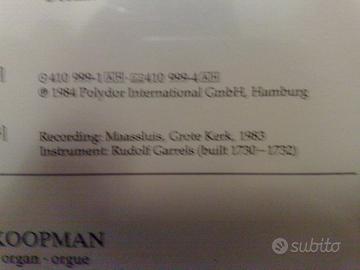 410 999-1 AH · 410 999-4 AH
℗ 1984 Polydor International GmbH, Hamburg
Recording: Maassluis, Grote Kerk, 1983
Instrument: Rudolf Garrels (built 1730–1732)
KOOPMAN
organ · orgue
subito